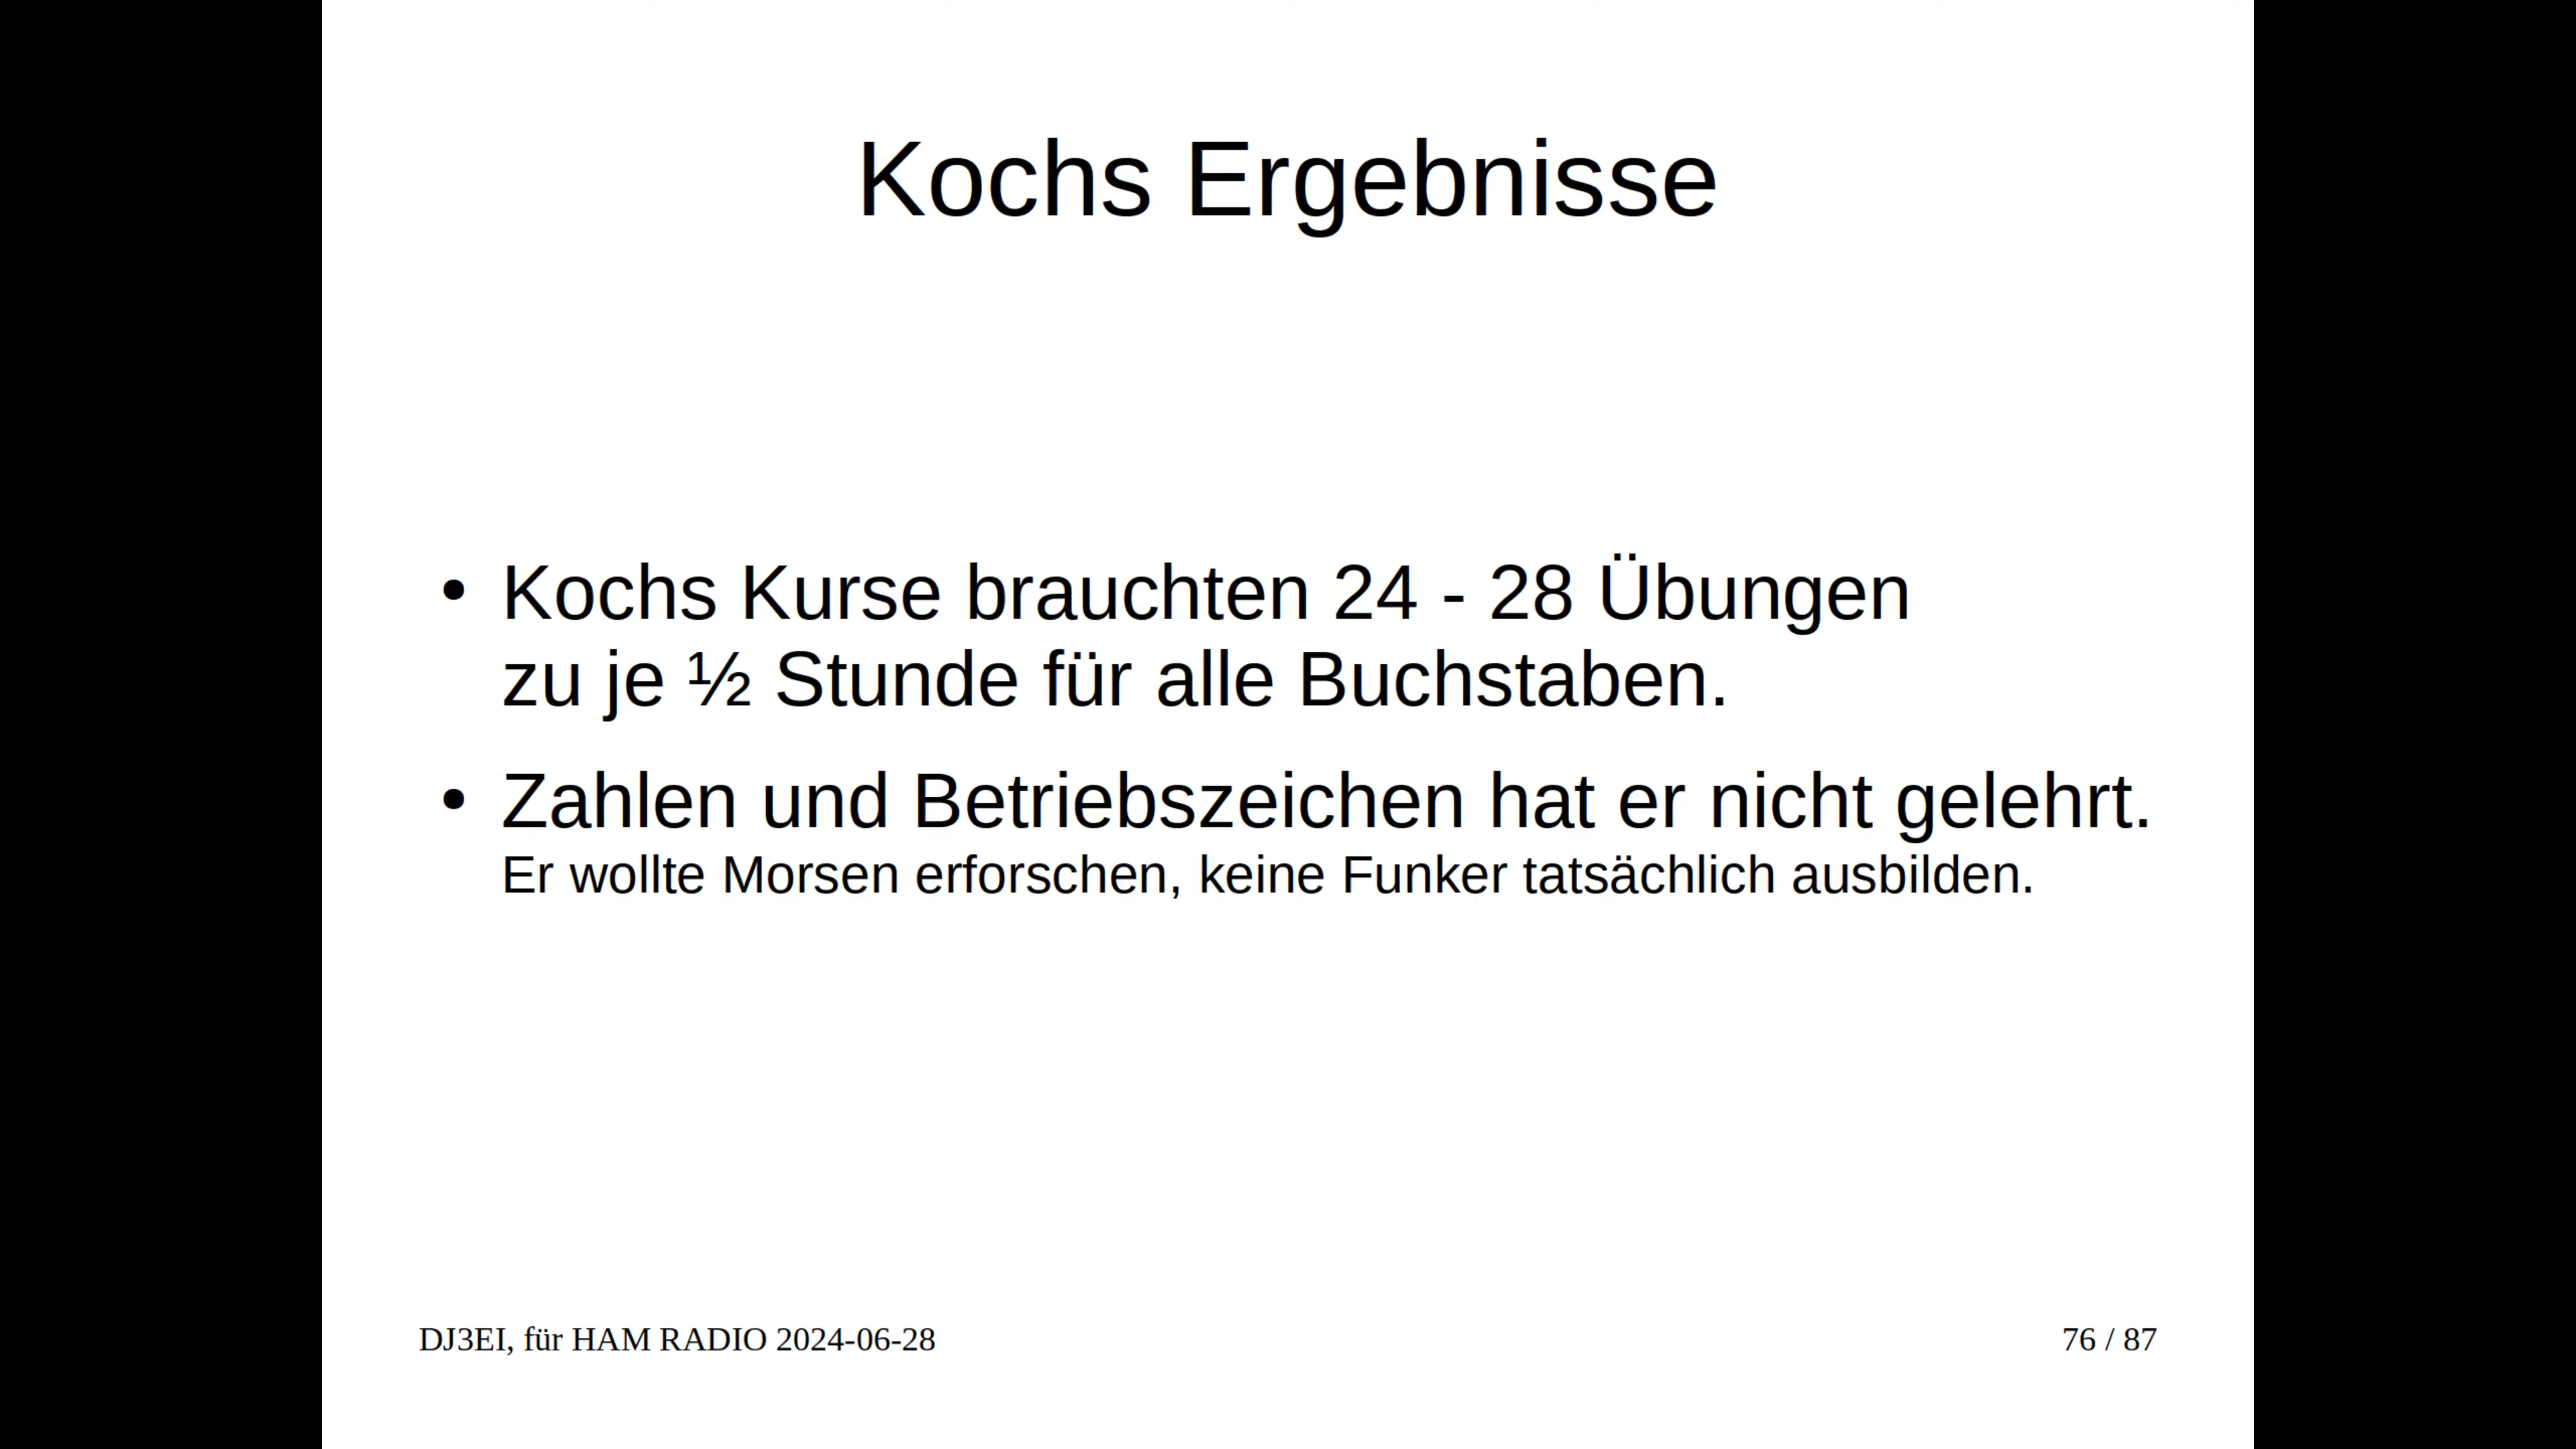 Kochs Ergebnisse
• Kochs Kurse brauchten 24 - 28 Übungen
zu je ½ Stunde für alle Buchstaben.
• Zahlen und Betriebszeichen hat er nicht gelehrt.
Er wollte Morsen erforschen, keine Funker tatsächlich ausbilden.
DJ3EI, für HAM RADIO 2024-06-28
76 / 87